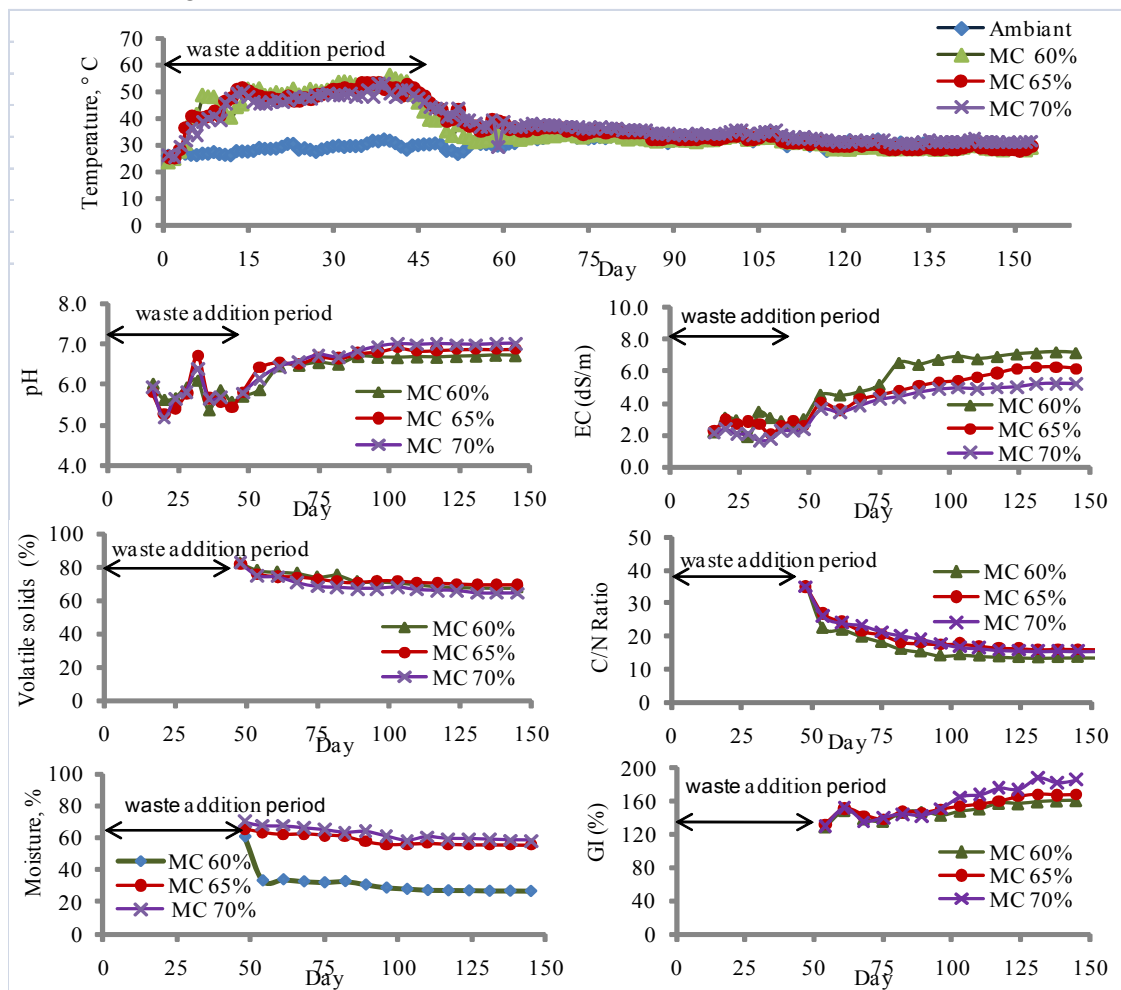 Ambiant
MC 60%
MC 65%
MC 70%
waste addition period
Temperature, ° C
70
60
50
40
30
20
10
0
0 15 30 45 60 75 90 105 120 135 150
Day
waste addition period
pH
8.0
7.0
6.0
5.0
4.0
0 25 50 75 100 125 150
Day
MC 60%
MC 65%
MC 70%
waste addition period
EC (dS/m)
10.0
8.0
6.0
4.0
2.0
0.0
0 25 50 75 100 125 150
Day
MC 60%
MC 65%
MC 70%
waste addition period
Volatile solids (%)
100
80
60
40
20
0
0 25 50 75 100 125 150
Day
MC 60%
MC 65%
MC 70%
waste addition period
C/N Ratio
50
40
30
20
10
0
0 25 50 75 100 125 150
Day
MC 60%
MC 65%
MC 70%
waste addition period
Moisture, %
100
80
60
40
20
0
0 25 50 75 100 125 150
Day
MC 60%
MC 65%
MC 70%
waste addition period
GI (%)
200
160
120
80
40
0
0 25 50 75 100 125 150
Day
MC 60%
MC 65%
MC 70%